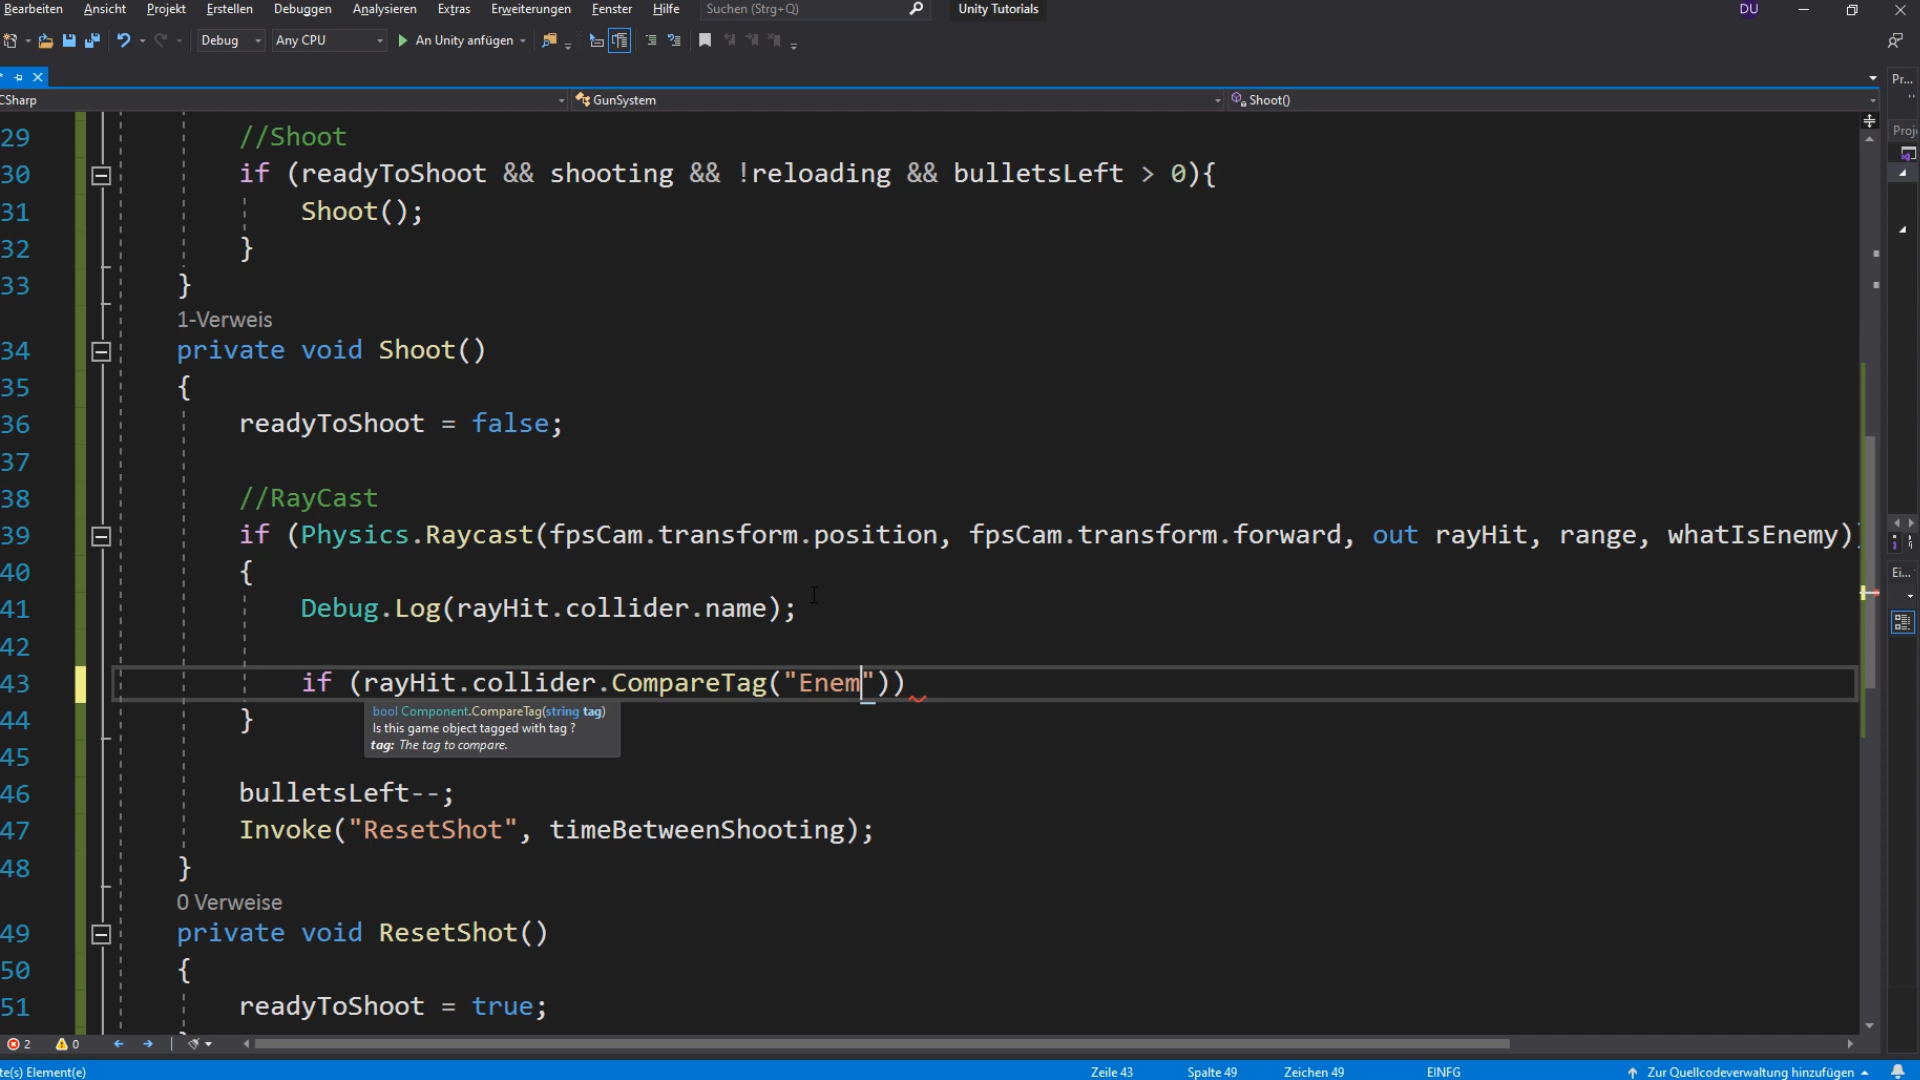 Bearbeiten Ansicht Projekt Erstellen Debuggen Analysieren Extras Erweiterungen Fenster Hilfe Suchen (Strg+Q) Unity Tutorials DU
Debug Any CPU An Unity anfügen
CSharp GunSystem Shoot() Pr...
29 //Shoot
30 if (readyToShoot && shooting && !reloading && bulletsLeft > 0){
31 Shoot();
32 }
33 }
1-Verweis
34 private void Shoot()
35 {
36 readyToShoot = false;
37
38 //RayCast
39 if (Physics.Raycast(fpsCam.transform.position, fpsCam.transform.forward, out rayHit, range, whatIsEnemy))
40 {
41 Debug.Log(rayHit.collider.name);
42
43 if (rayHit.collider.CompareTag("Enem"))
bool Component.CompareTag(string tag)
Is this game object tagged with tag ?
tag: The tag to compare.
44 }
45
46 bulletsLeft--;
47 Invoke("ResetShot", timeBetweenShooting);
48 }
0 Verweise
49 private void ResetShot()
50 {
51 readyToShoot = true;
Proj
Ei...
2 0
te(s) Element(e) Zeile 43 Spalte 49 Zeichen 49 EINFG Zur Quellcodeverwaltung hinzufügen